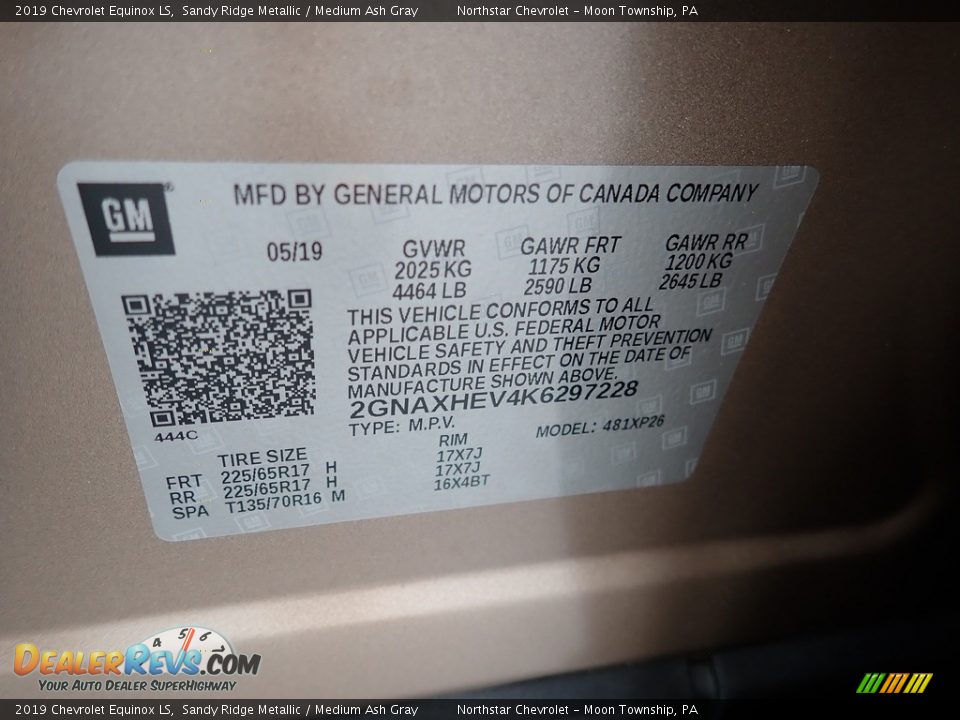 2019 Chevrolet Equinox LS, Sandy Ridge Metallic / Medium Ash Gray Northstar Chevrolet – Moon Township, PA
GM®
MFD BY GENERAL MOTORS OF CANADA COMPANY
05/19 GVWR GAWR FRT GAWR RR
2025 KG 1175 KG 1200 KG
4464 LB 2590 LB 2645 LB
THIS VEHICLE CONFORMS TO ALL
APPLICABLE U.S. FEDERAL MOTOR
VEHICLE SAFETY AND THEFT PREVENTION
STANDARDS IN EFFECT ON THE DATE OF
MANUFACTURE SHOWN ABOVE.
2GNAXHEV4K6297228
444C
TYPE: M.P.V. MODEL: 481XP26
TIRE SIZE RIM
FRT 225/65R17 H 17X7J
RR 225/65R17 H 17X7J
SPA T135/70R16 M 16X4BT
4 5 6 7
DealerRevs.com
Your Auto Dealer SuperHighway
2019 Chevrolet Equinox LS, Sandy Ridge Metallic / Medium Ash Gray Northstar Chevrolet – Moon Township, PA